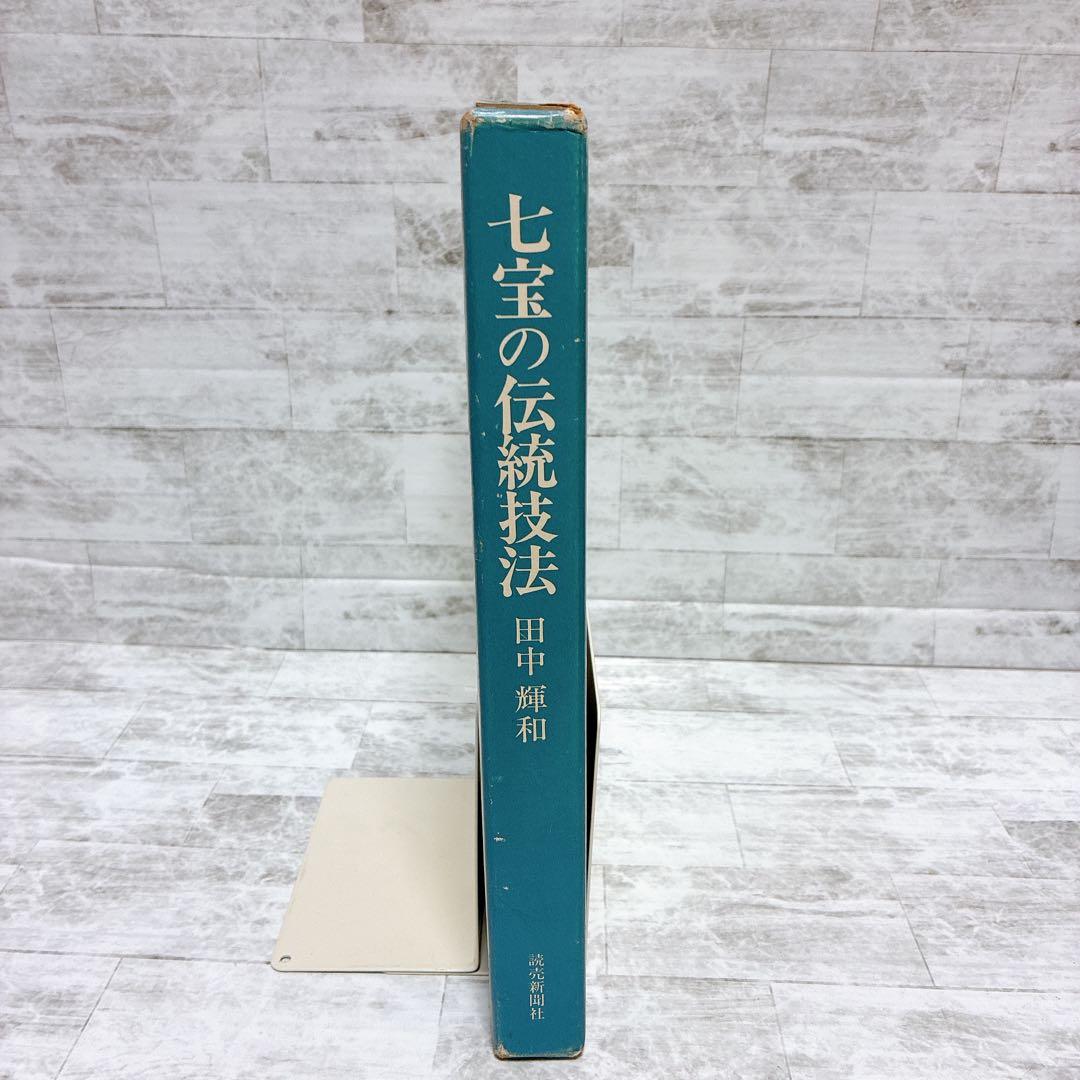 七宝の伝統技法
田中輝和
読売新聞社